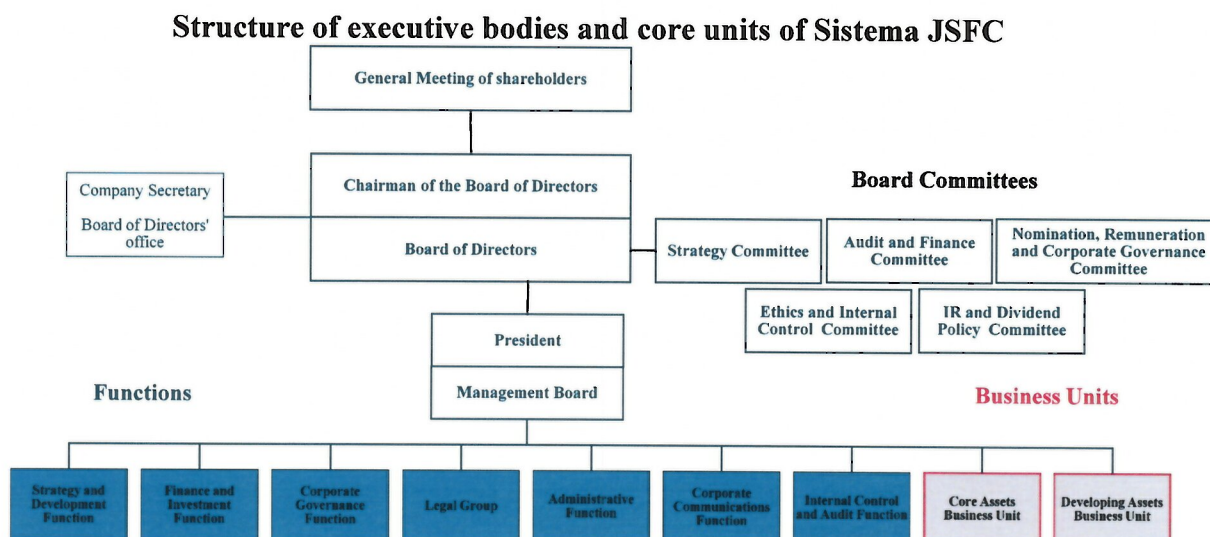 Structure of executive bodies and core units of Sistema JSFC
General Meeting of shareholders
Chairman of the Board of Directors
Company Secretary
Board of Directors'
office
Board of Directors
Board Committees
Strategy Committee
Audit and Finance
Committee
Nomination, Remuneration
and Corporate Governance
Committee
Ethics and Internal
Control Committee
IR and Dividend
Policy Committee
President
Management Board
Functions
Business Units
Strategy and
Development
Function
Finance and
Investment
Function
Corporate
Governance
Function
Legal Group
Administrative
Function
Corporate
Communications
Function
Internal Control
and Audit Function
Core Assets
Business Unit
Developing Assets
Business Unit